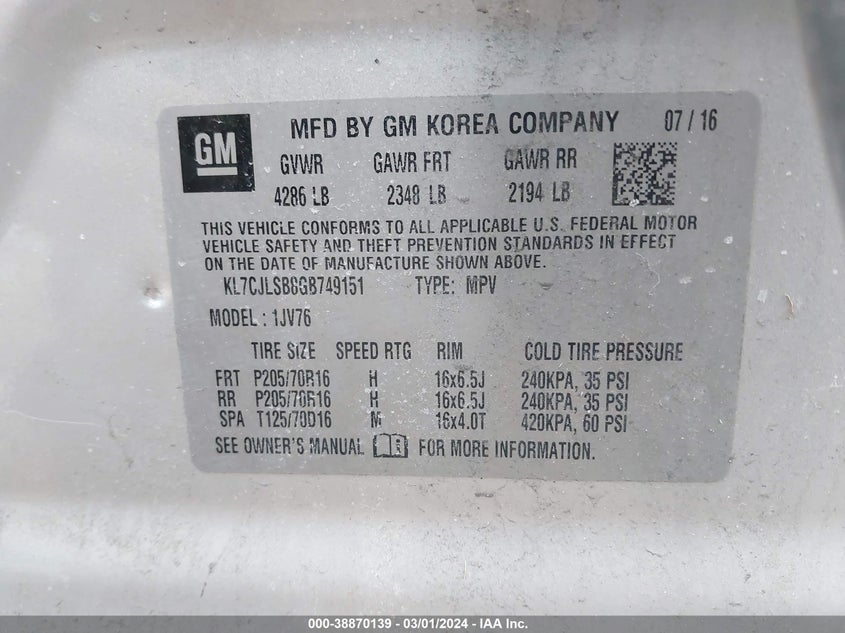 GM
MFD BY GM KOREA COMPANY 07 / 16
GVWR GAWR FRT GAWR RR
4286 LB 2348 LB 2194 LB
THIS VEHICLE CONFORMS TO ALL APPLICABLE U.S. FEDERAL MOTOR
VEHICLE SAFETY AND THEFT PREVENTION STANDARDS IN EFFECT
ON THE DATE OF MANUFACTURE SHOWN ABOVE.
KL7CJLSB8GB749151 TYPE: MPV
MODEL : 1JV76
TIRE SIZE SPEED RTG RIM COLD TIRE PRESSURE
FRT P205/70R16 H 16x6.5J 240KPA, 35 PSI
RR P205/70R16 H 16x6.5J 240KPA, 35 PSI
SPA T125/70D16 M 16x4.0T 420KPA, 60 PSI
SEE OWNER'S MANUAL FOR MORE INFORMATION.
000-38870139 - 03/01/2024 - IAA Inc.